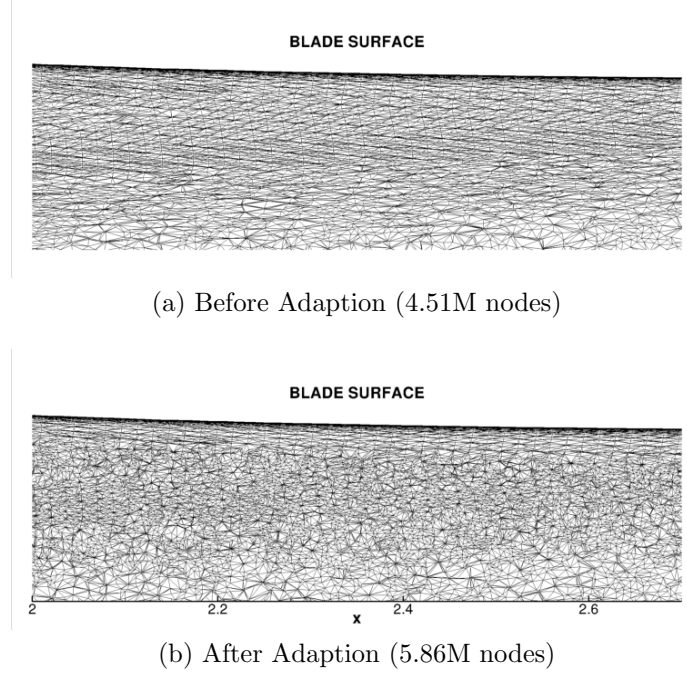 BLADE SURFACE
(a) Before Adaption (4.51M nodes)
BLADE SURFACE
2 2.2 2.4 2.6
x
(b) After Adaption (5.86M nodes)